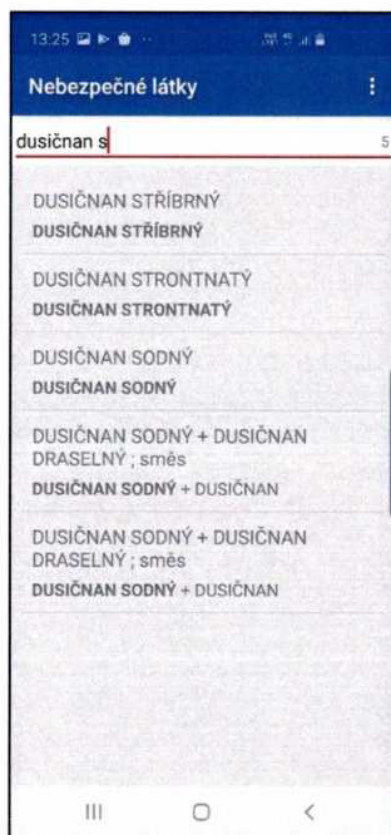 13:25
Nebezpečné látky
dusičnan s
5
DUSIČNAN STŘÍBRNÝ
DUSIČNAN STŘÍBRNÝ
DUSIČNAN STRONTNATÝ
DUSIČNAN STRONTNATÝ
DUSIČNAN SODNÝ
DUSIČNAN SODNÝ
DUSIČNAN SODNÝ + DUSIČNAN
DRASELNÝ ; směs
DUSIČNAN SODNÝ + DUSIČNAN
DUSIČNAN SODNÝ + DUSIČNAN
DRASELNÝ ; směs
DUSIČNAN SODNÝ + DUSIČNAN